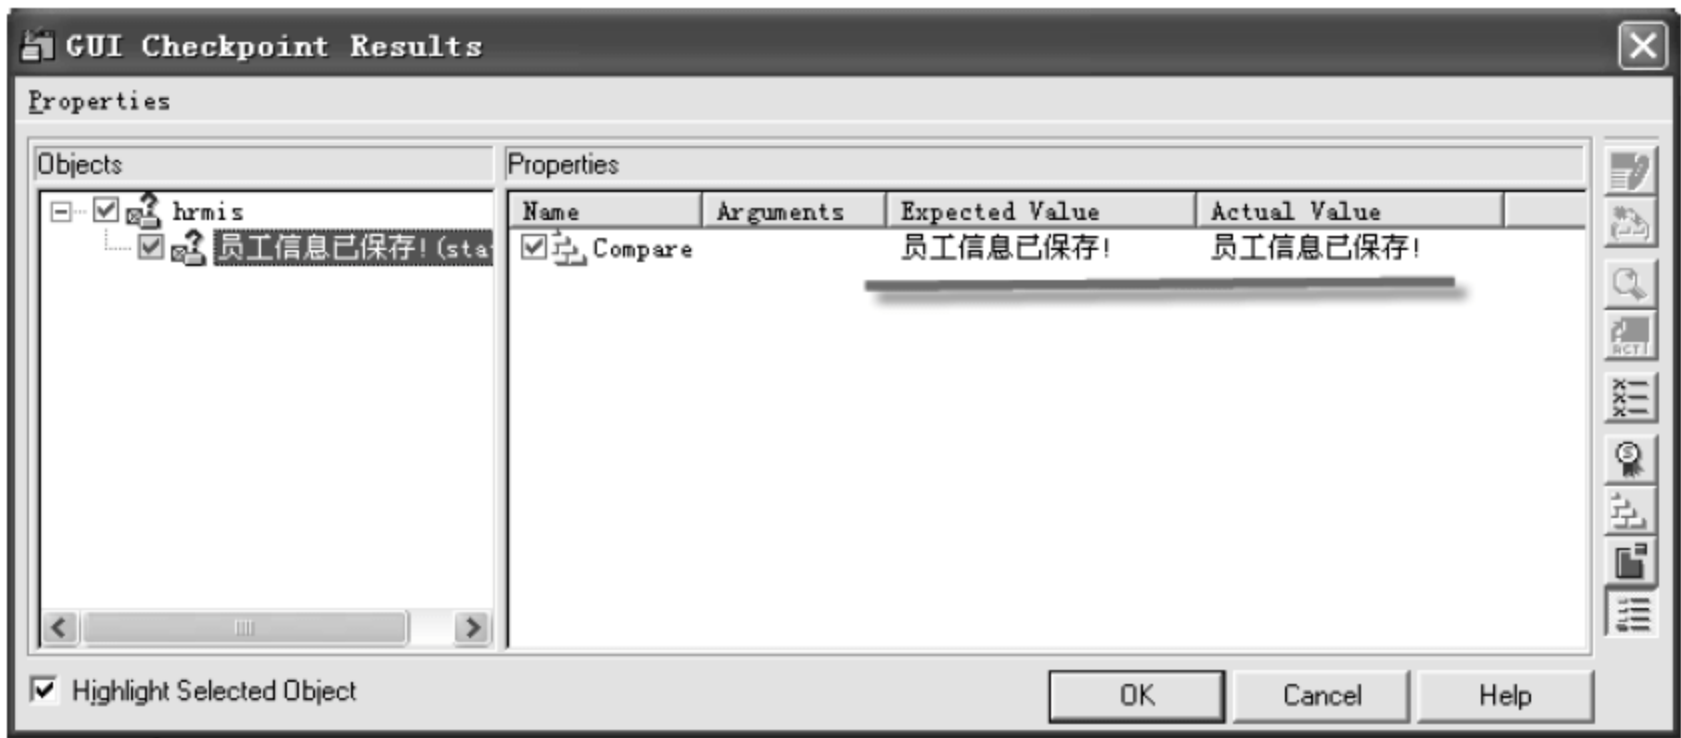 GUI Checkpoint Results
Properties
Objects
Properties
hrmis
员工信息已保存!(sta
Name Arguments Expected Value Actual Value
Compare 员工信息已保存! 员工信息已保存!
ACT
Highlight Selected Object
OK Cancel Help